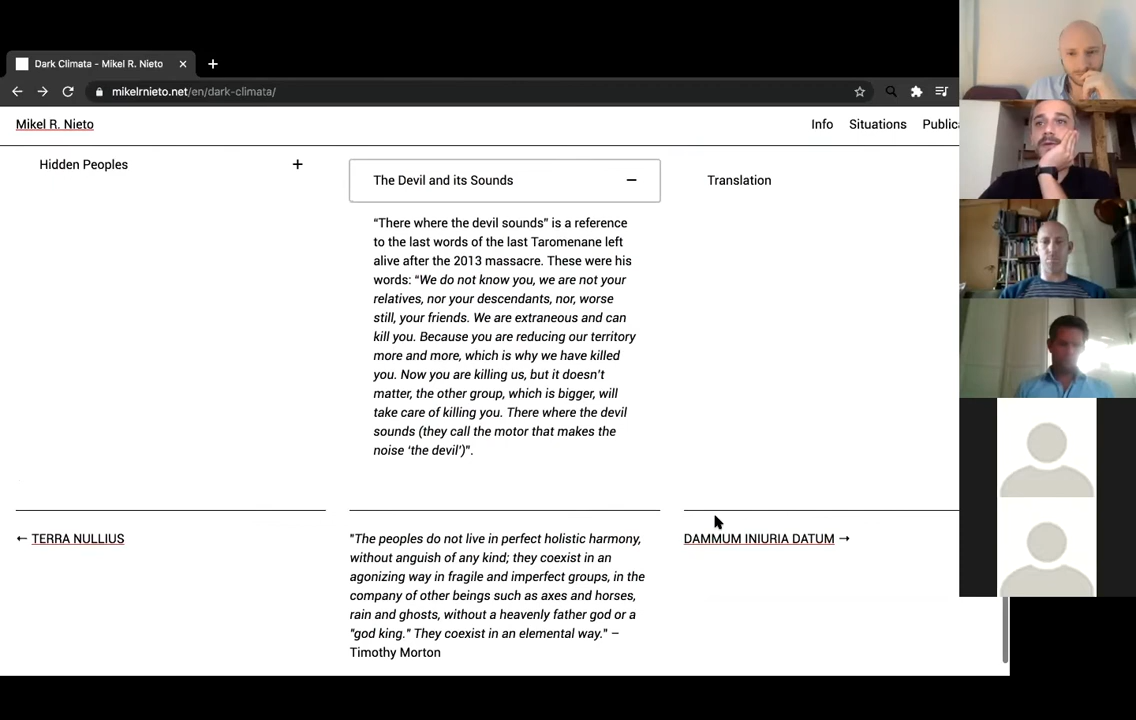 Dark Climata - Mikel R. Nieto
mikelrnieto.net/en/dark-climata/
Mikel R. Nieto
Info
Situations
Publica
Hidden Peoples
The Devil and its Sounds
Translation
“There where the devil sounds” is a reference
to the last words of the last Taromenane left
alive after the 2013 massacre. These were his
words: “We do not know you, we are not your
relatives, nor your descendants, nor, worse
still, your friends. We are extraneous and can
kill you. Because you are reducing our territory
more and more, which is why we have killed
you. Now you are killing us, but it doesn’t
matter, the other group, which is bigger, will
take care of killing you. There where the devil
sounds (they call the motor that makes the
noise ‘the devil’)”.
← TERRA NULLIUS
"The peoples do not live in perfect holistic harmony,
without anguish of any kind; they coexist in an
agonizing way in fragile and imperfect groups, in the
company of other beings such as axes and horses,
rain and ghosts, without a heavenly father god or a
"god king." They coexist in an elemental way." –
Timothy Morton
DAMMUM INIURIA DATUM →